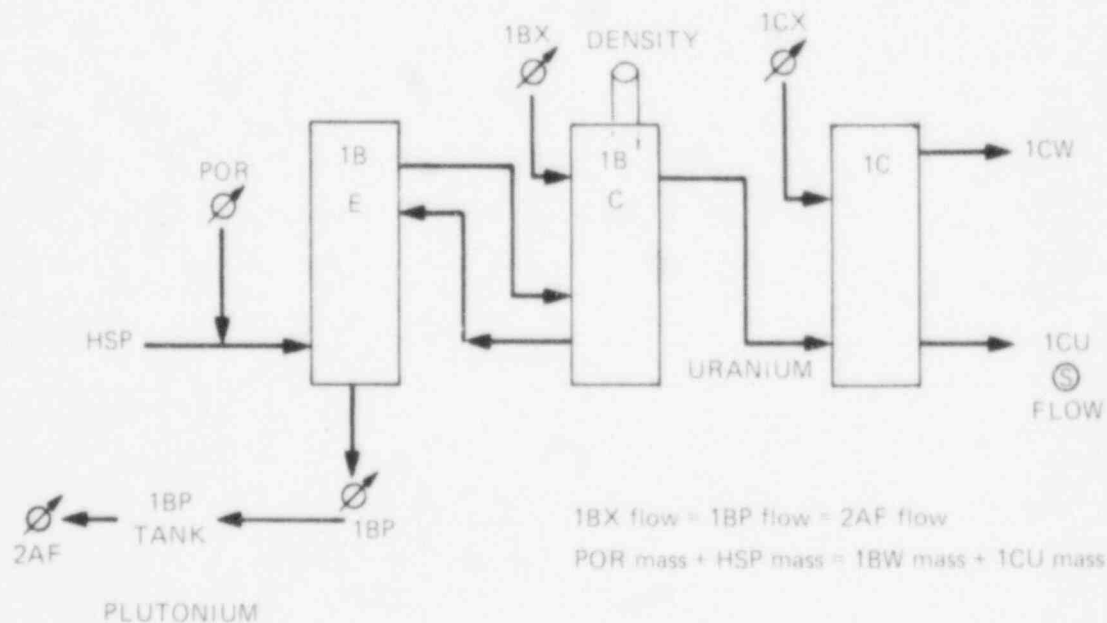 1BX
DENSITY
1CX
POR
1B
E
1B
C
1C
1CW
HSP
URANIUM
1CU
S
FLOW
2AF
1BP
TANK
1BP
1BX flow = 1BP flow = 2AF flow
POR mass + HSP mass = 1BW mass + 1CU mass
PLUTONIUM